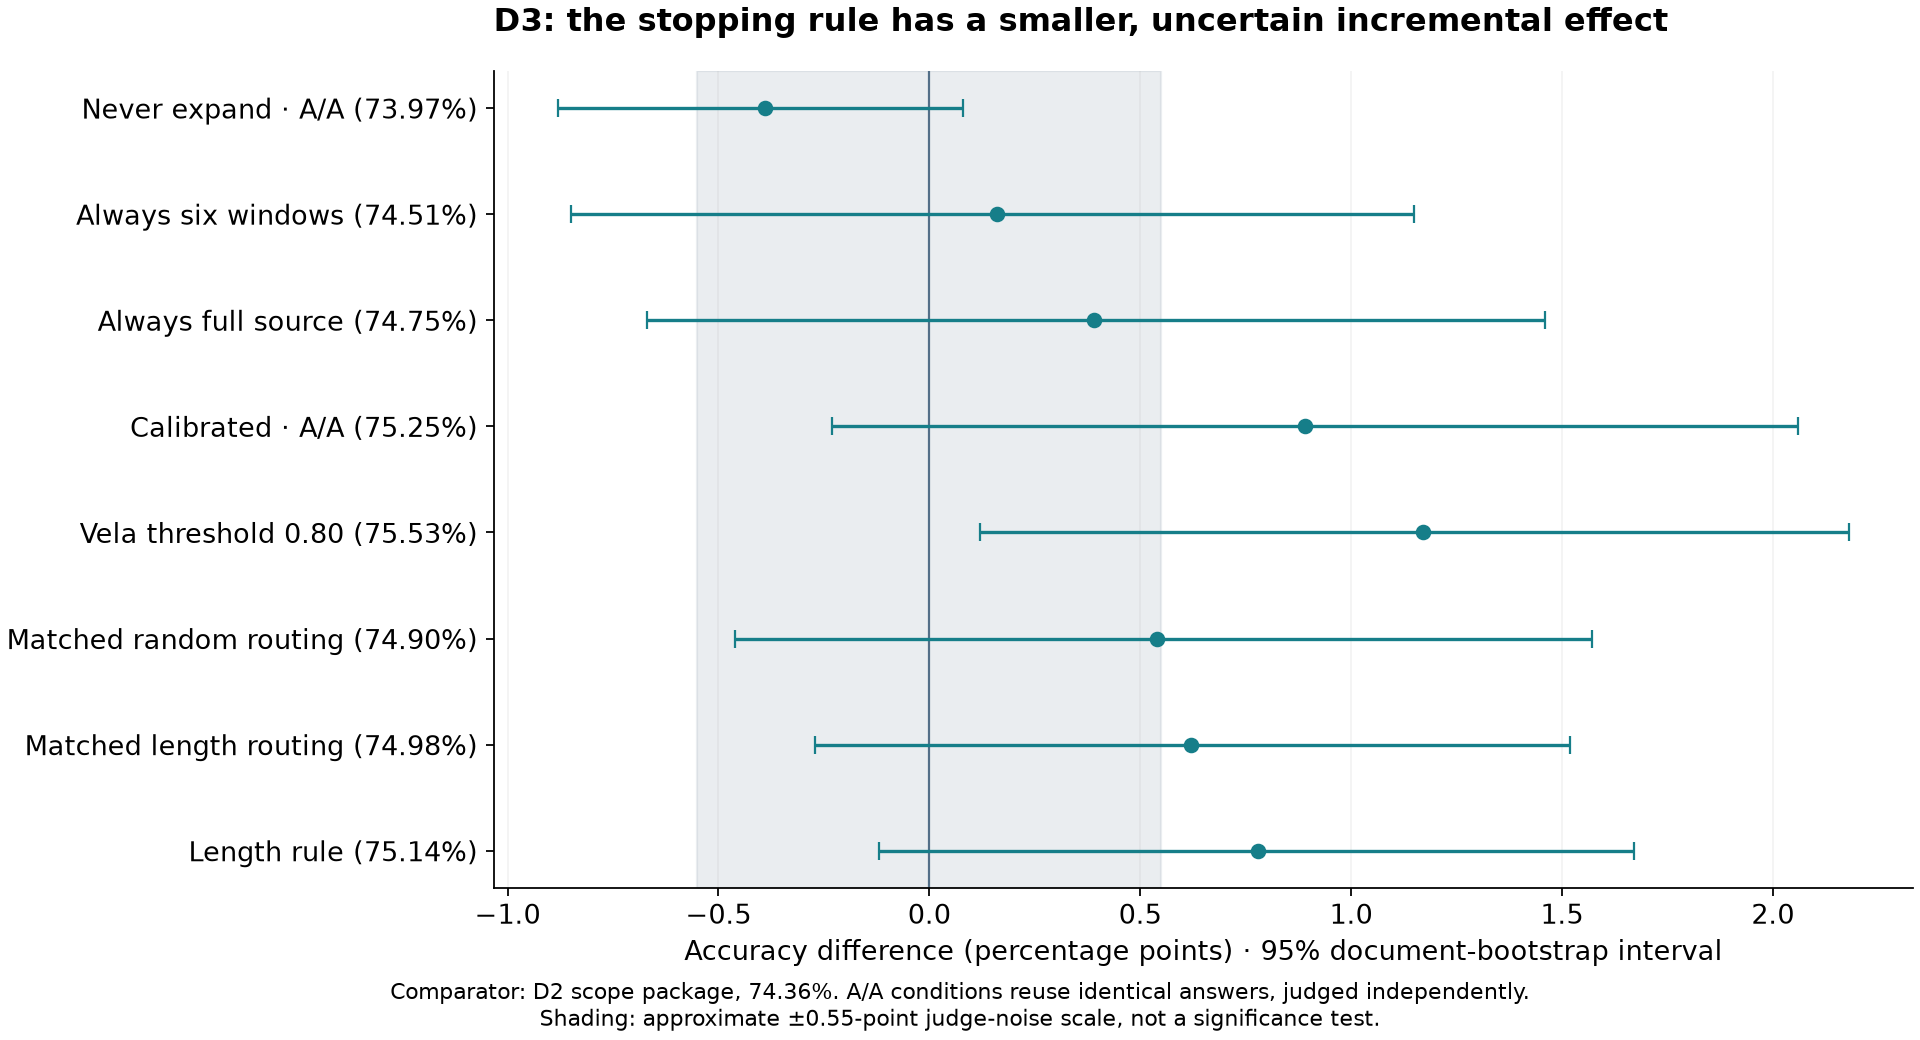 D3: the stopping rule has a smaller, uncertain incremental effect
Never expand · A/A (73.97%)
Always six windows (74.51%)
Always full source (74.75%)
Calibrated · A/A (75.25%)
Vela threshold 0.80 (75.53%)
Matched random routing (74.90%)
Matched length routing (74.98%)
Length rule (75.14%)
−1.0 −0.5 0.0 0.5 1.0 1.5 2.0
Accuracy difference (percentage points) · 95% document-bootstrap interval
Comparator: D2 scope package, 74.36%. A/A conditions reuse identical answers, judged independently.
Shading: approximate ±0.55-point judge-noise scale, not a significance test.